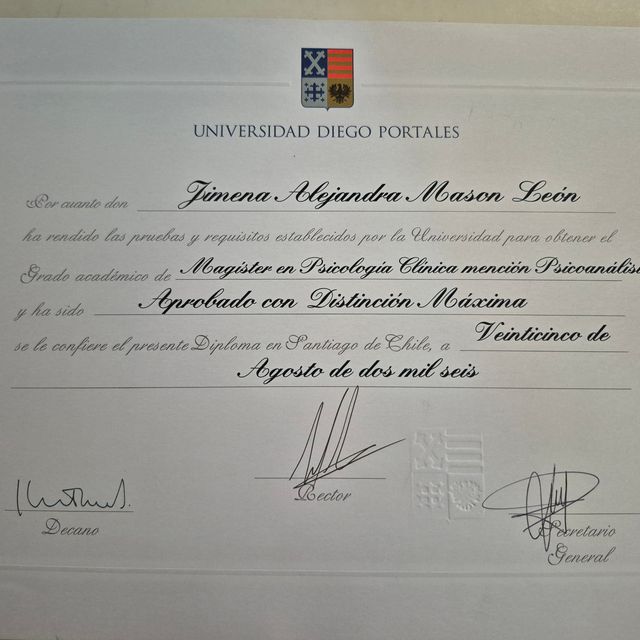 UNIVERSIDAD DIEGO PORTALES
Por cuanto don Jimena Alejandra Mason León
ha rendido las pruebas y requisitos establecidos por la Universidad para obtener el
Grado académico de Magíster en Psicología Clínica mención Psicoanális
y ha sido Aprobado con Distinción Máxima
se le confiere el presente Diploma en Santiago de Chile, a Veinticinco de
Agosto de dos mil seis
Rector
Decano
Secretario
General